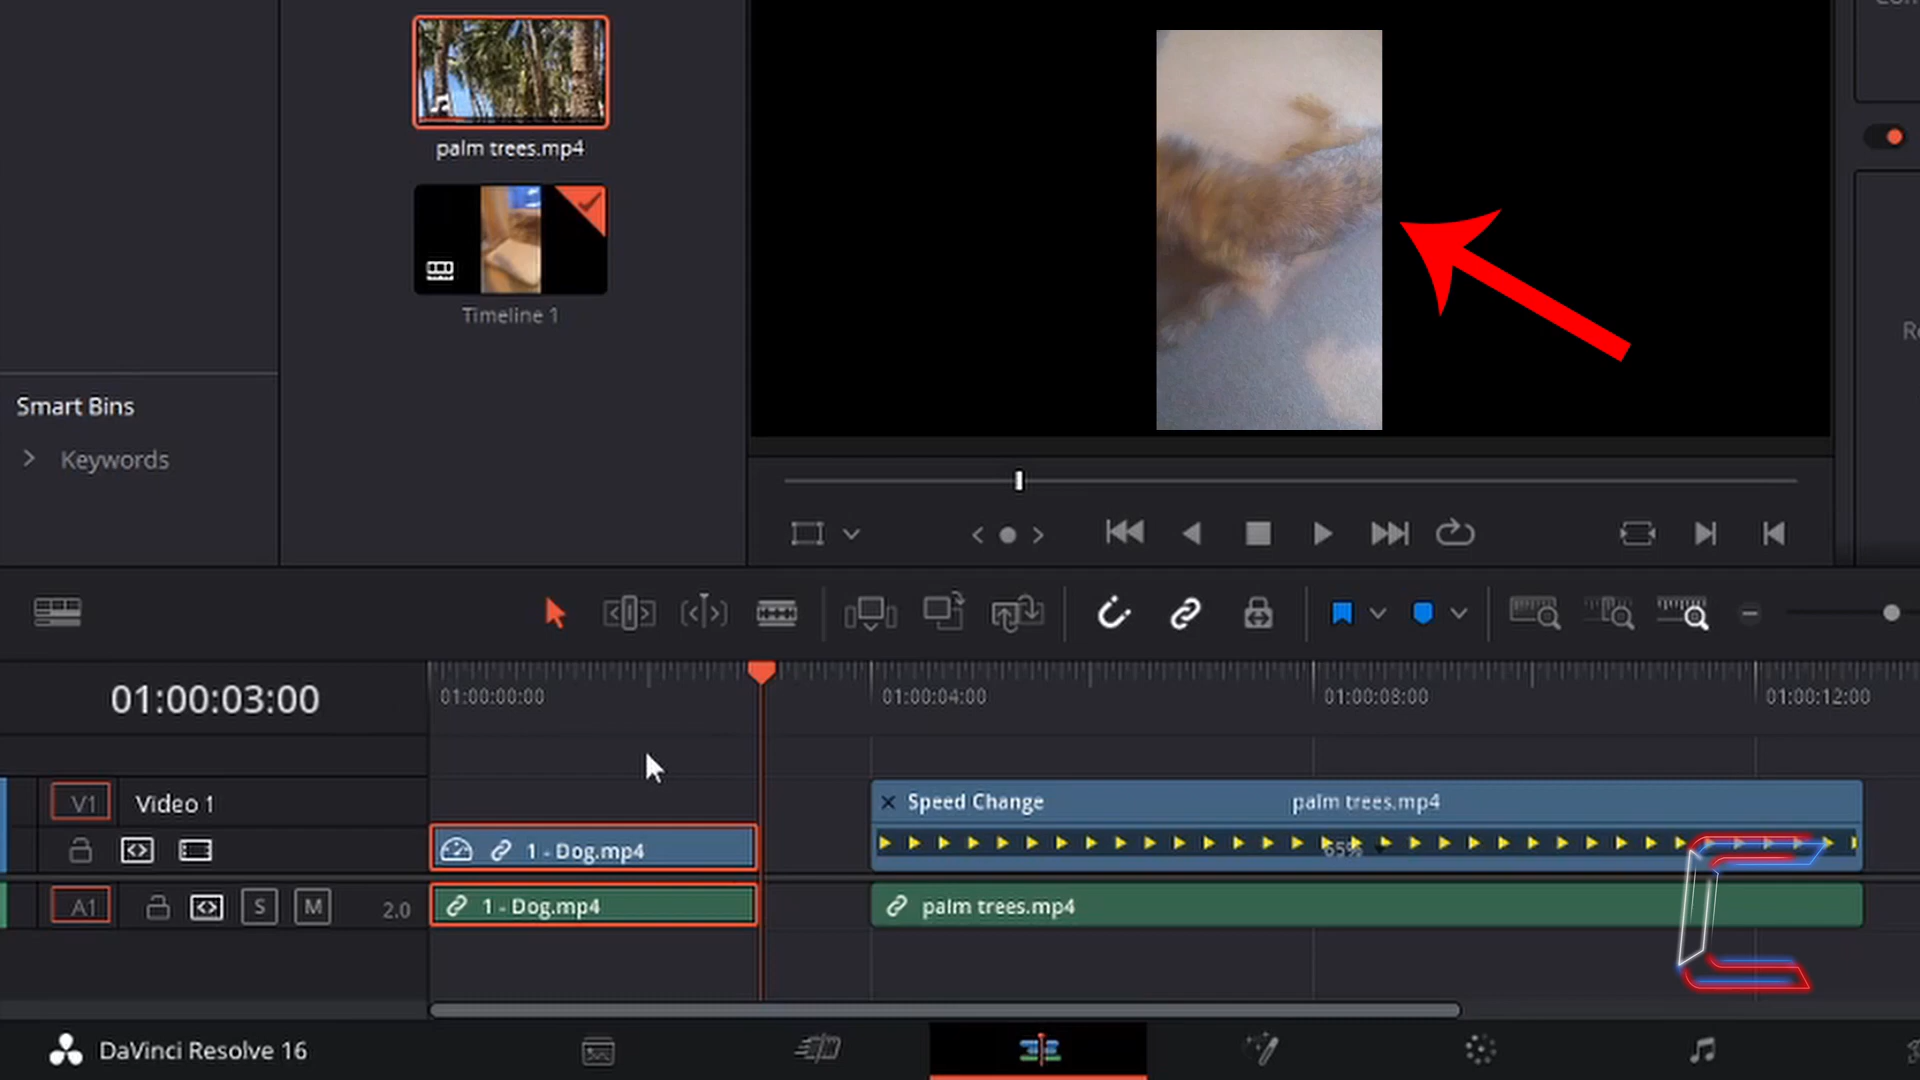 palm trees.mp4
Timeline 1
Smart Bins
Keywords
01:00:03:00
01:00:00:00
01:00:04:00
01:00:08:00
01:00:12:00
V1
Video 1
Speed Change
palm trees.mp4
1 - Dog.mp4
65%
A1
S
M
2.0
1 - Dog.mp4
palm trees.mp4
DaVinci Resolve 16